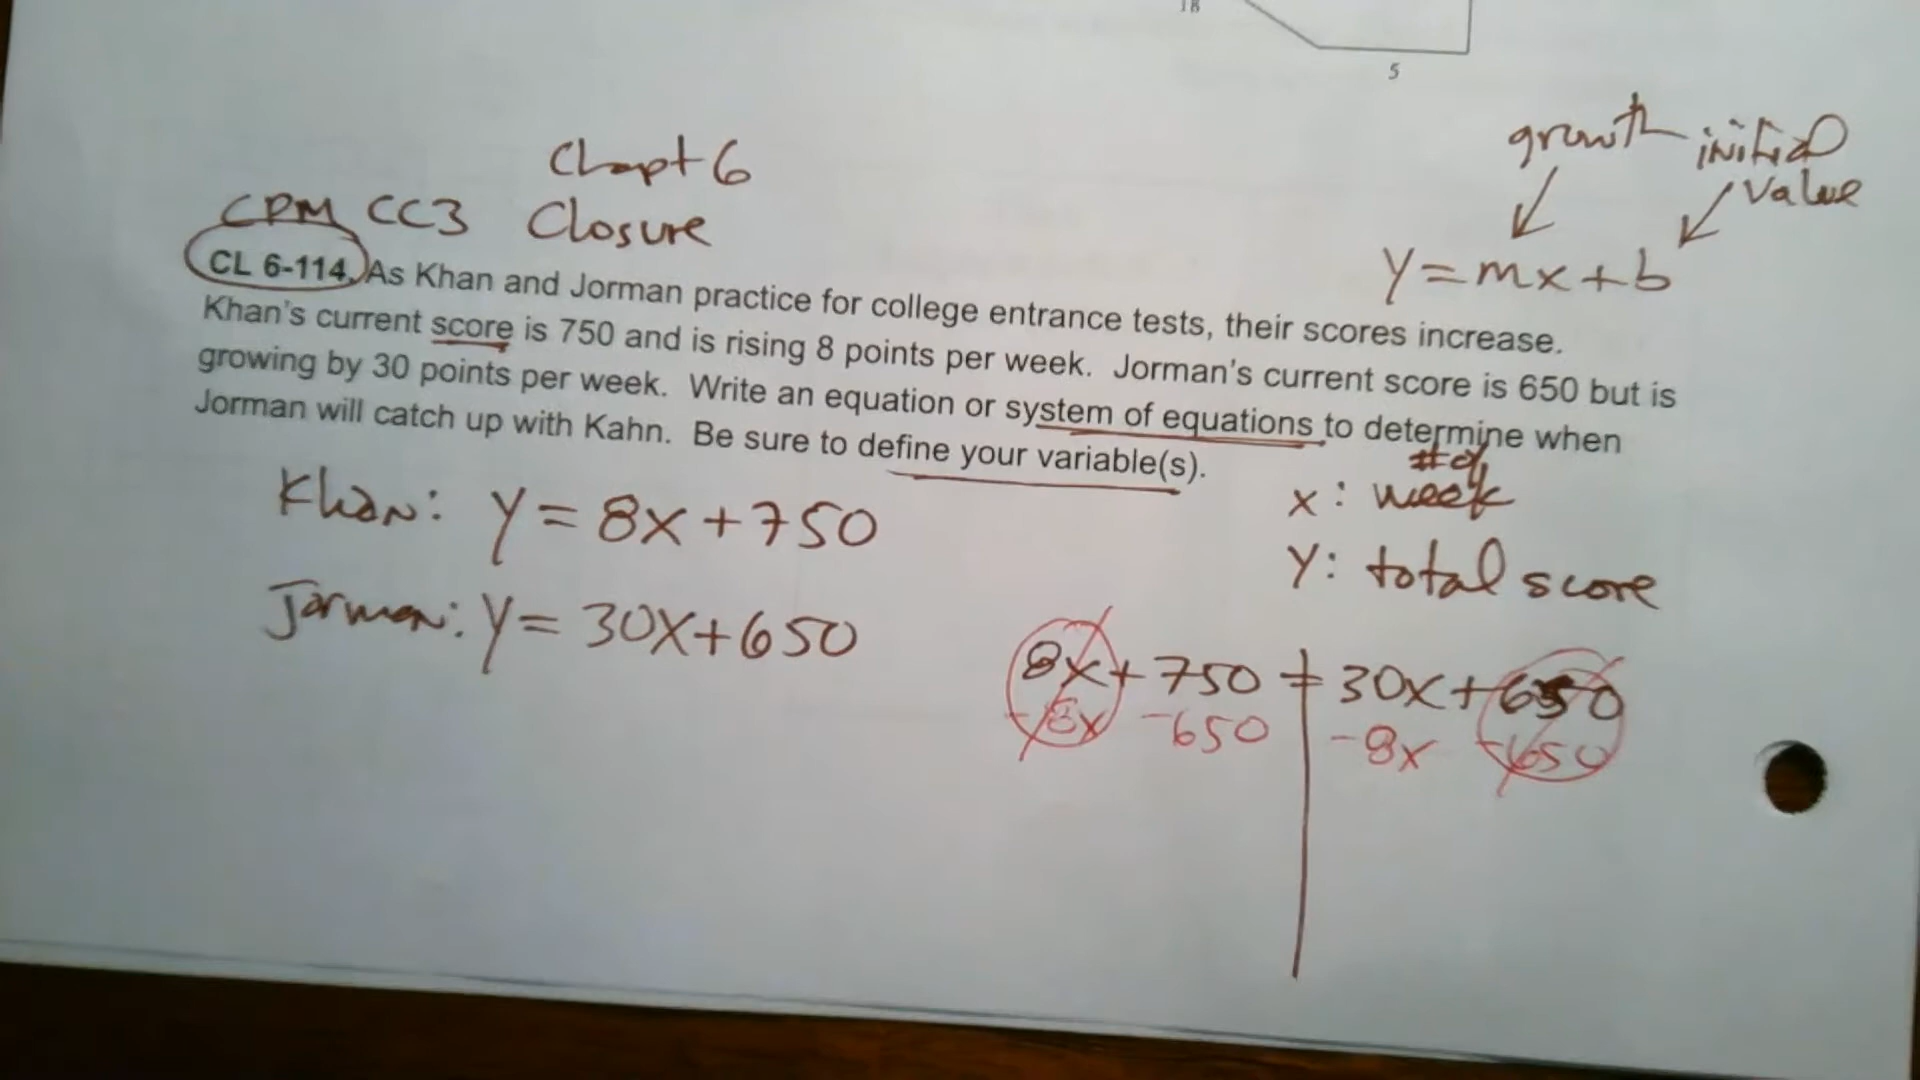 18
5
growth initial
value
y = mx + b
Chapt 6
CPM CC3 Closure
CL 6-114. As Khan and Jorman practice for college entrance tests, their scores increase.
Khan's current score is 750 and is rising 8 points per week. Jorman's current score is 650 but is
growing by 30 points per week. Write an equation or system of equations to determine when
Jorman will catch up with Kahn. Be sure to define your variable(s).
# of
x: week
y: total score
Khan: y = 8x + 750
Jorman: y = 30x + 650
8x + 750 = 30x + 650
-8x -650 -8x -650